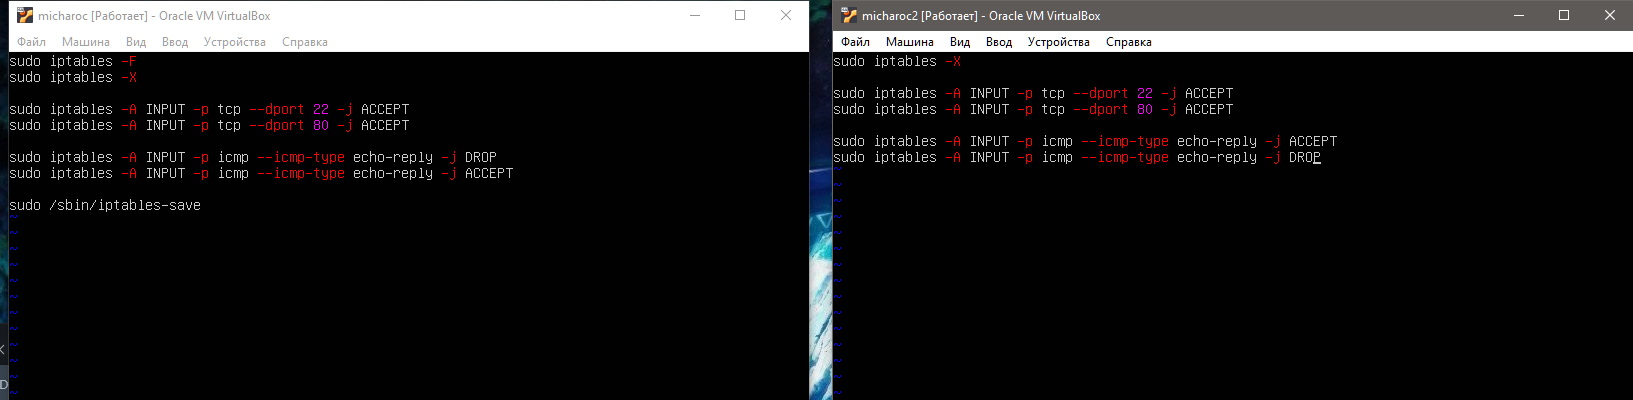 micharoc [Работает] - Oracle VM VirtualBox
Файл Машина Вид Ввод Устройства Справка
sudo iptables -F
sudo iptables -X
sudo iptables -A INPUT -p tcp --dport 22 -j ACCEPT
sudo iptables -A INPUT -p tcp --dport 80 -j ACCEPT
sudo iptables -A INPUT -p icmp --icmp-type echo-reply -j DROP
sudo iptables -A INPUT -p icmp --icmp-type echo-reply -j ACCEPT
sudo /sbin/iptables-save
micharoc2 [Работает] - Oracle VM VirtualBox
Файл Машина Вид Ввод Устройства Справка
sudo iptables -X
sudo iptables -A INPUT -p tcp --dport 22 -j ACCEPT
sudo iptables -A INPUT -p tcp --dport 80 -j ACCEPT
sudo iptables -A INPUT -p icmp --icmp-type echo-reply -j ACCEPT
sudo iptables -A INPUT -p icmp --icmp-type echo-reply -j DROP